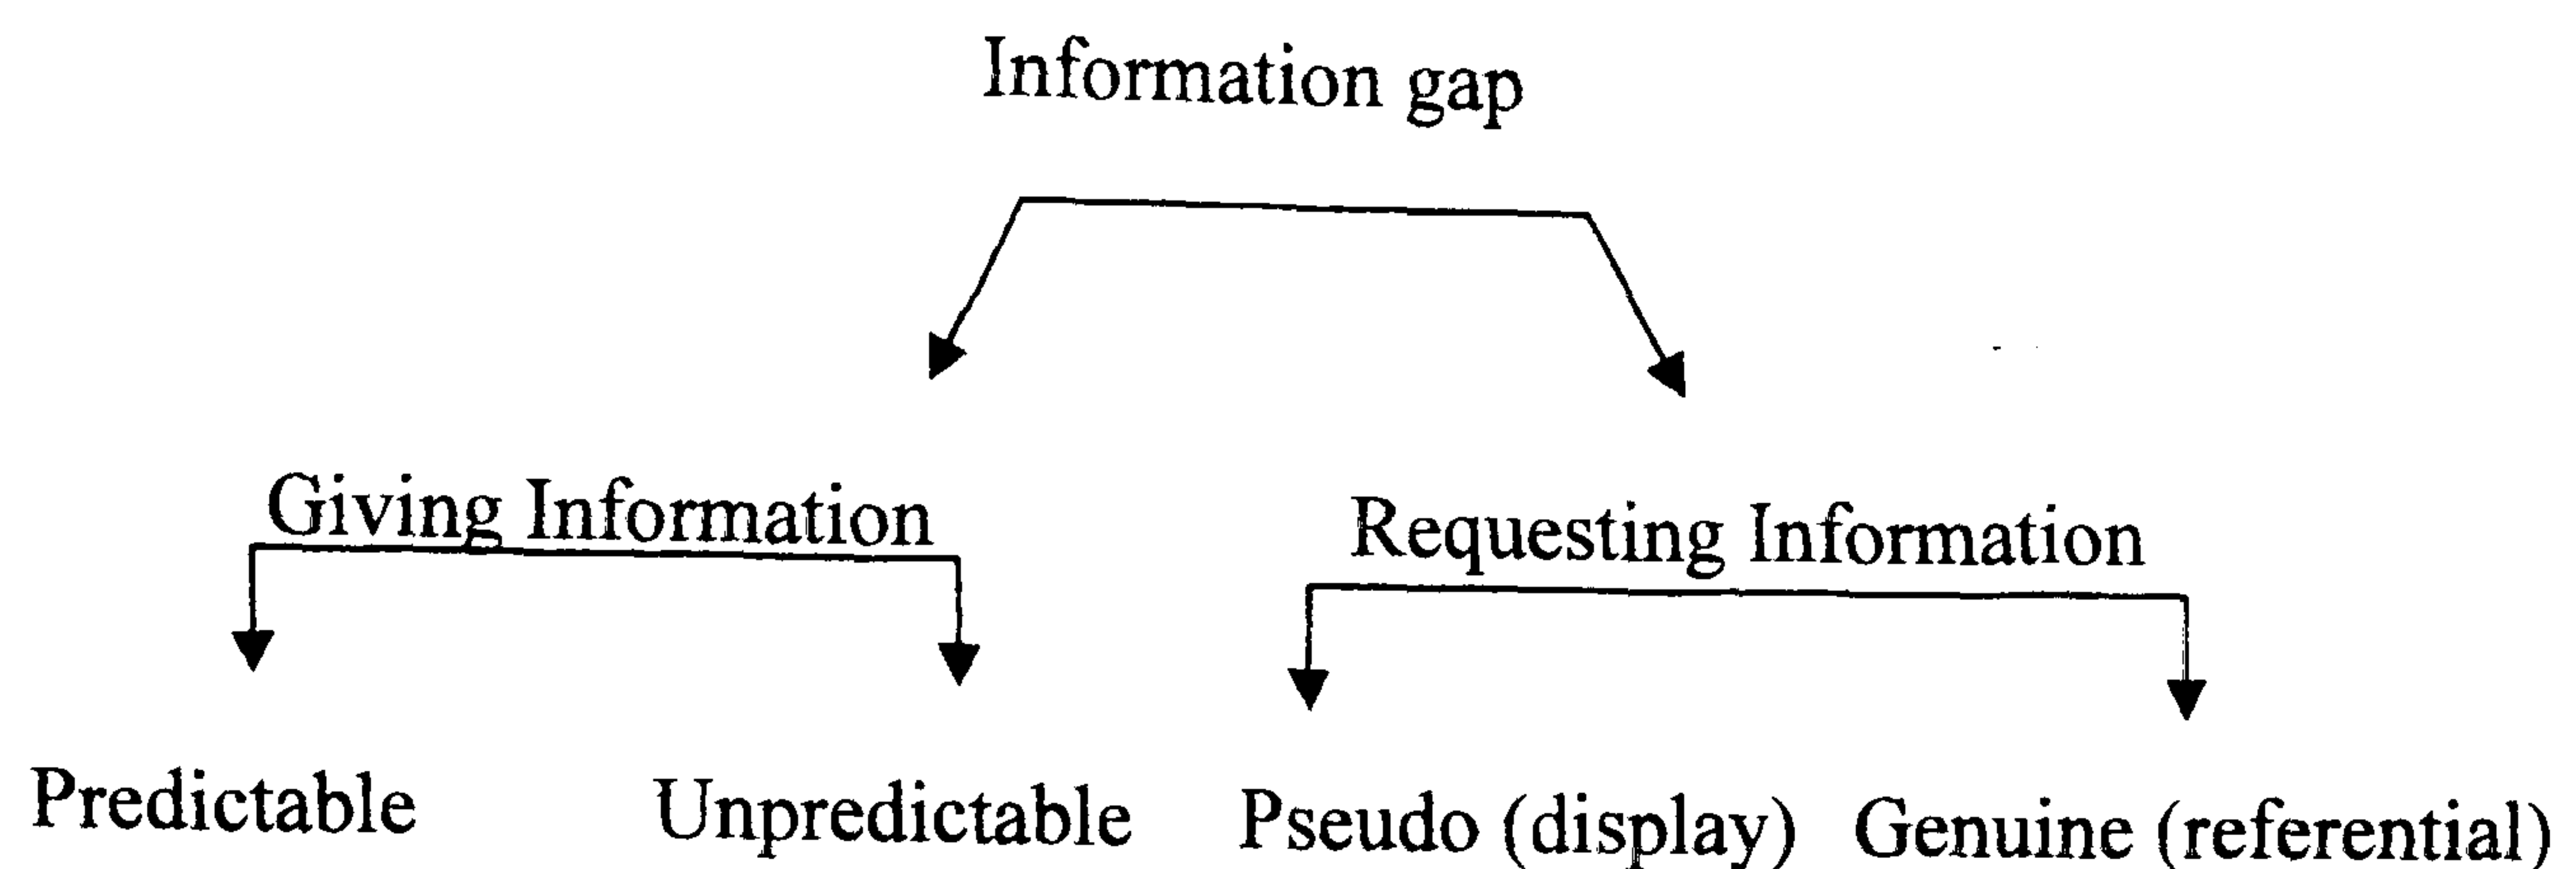 Information gap
Giving Information Requesting Information
Predictable Unpredictable Pseudo (display) Genuine (referential)